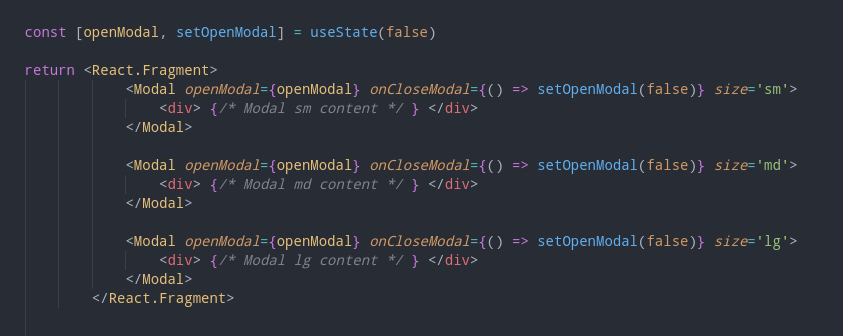 const [openModal, setOpenModal] = useState(false)
return <React.Fragment>
<Modal openModal={openModal} onCloseModal={() => setOpenModal(false)} size='sm'>
<div> {/* Modal sm content */ } </div>
</Modal>
<Modal openModal={openModal} onCloseModal={() => setOpenModal(false)} size='md'>
<div> {/* Modal md content */ } </div>
</Modal>
<Modal openModal={openModal} onCloseModal={() => setOpenModal(false)} size='lg'>
<div> {/* Modal lg content */ } </div>
</Modal>
</React.Fragment>